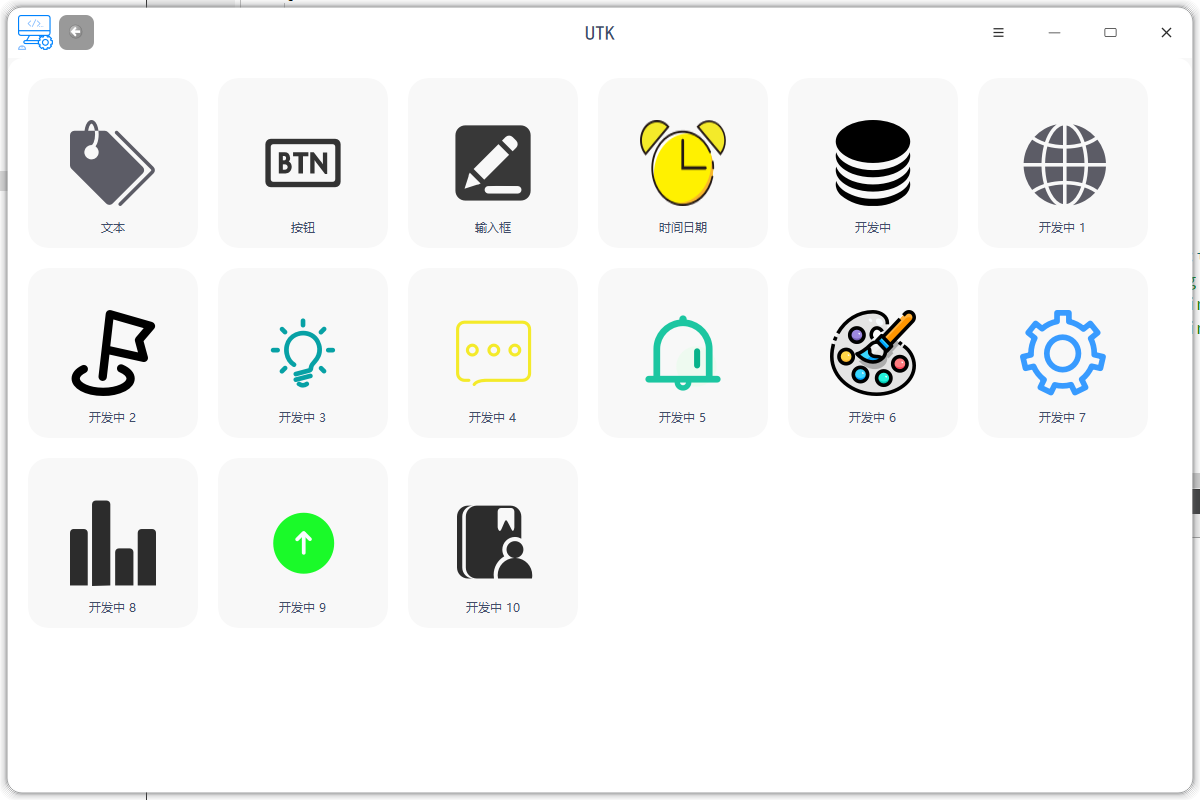 UTK
BTN
文本
按钮
输入框
时间日期
开发中
开发中 1
开发中 2
开发中 3
开发中 4
开发中 5
开发中 6
开发中 7
开发中 8
开发中 9
开发中 10